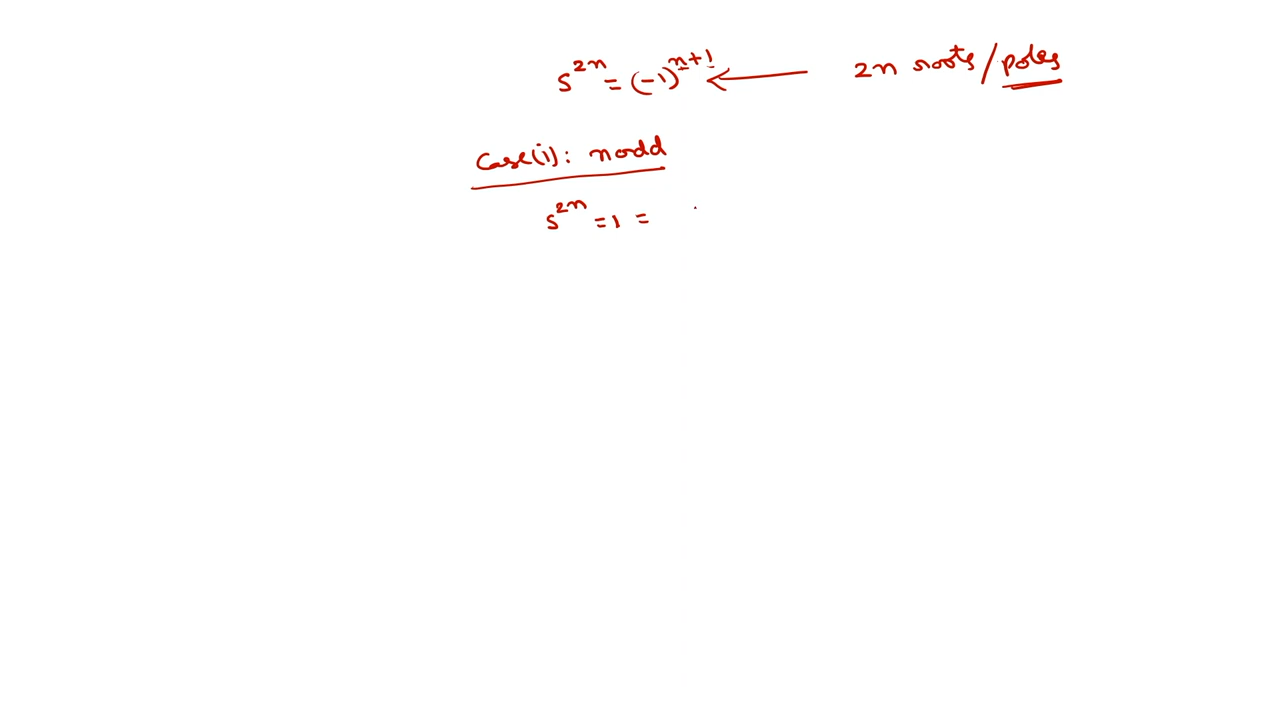 s^{2n} = (-1)^{n+1} ← 2n roots/poles
Case(i): n odd
s^{2n} = 1 =